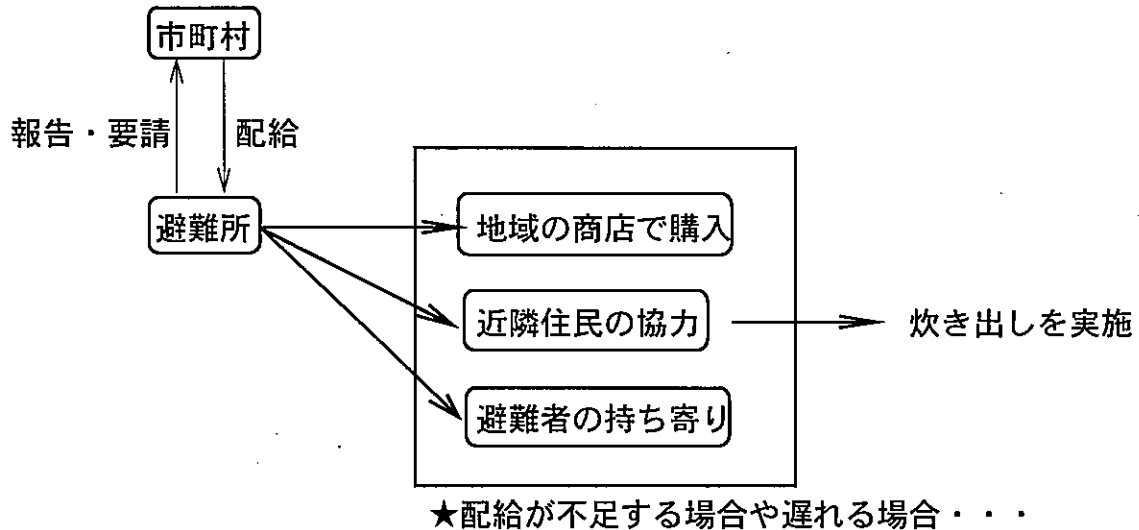 市町村
報告・要請
配給
避難所
地域の商店で購入
近隣住民の協力
炊き出しを実施
避難者の持ち寄り
★配給が不足する場合や遅れる場合・・・